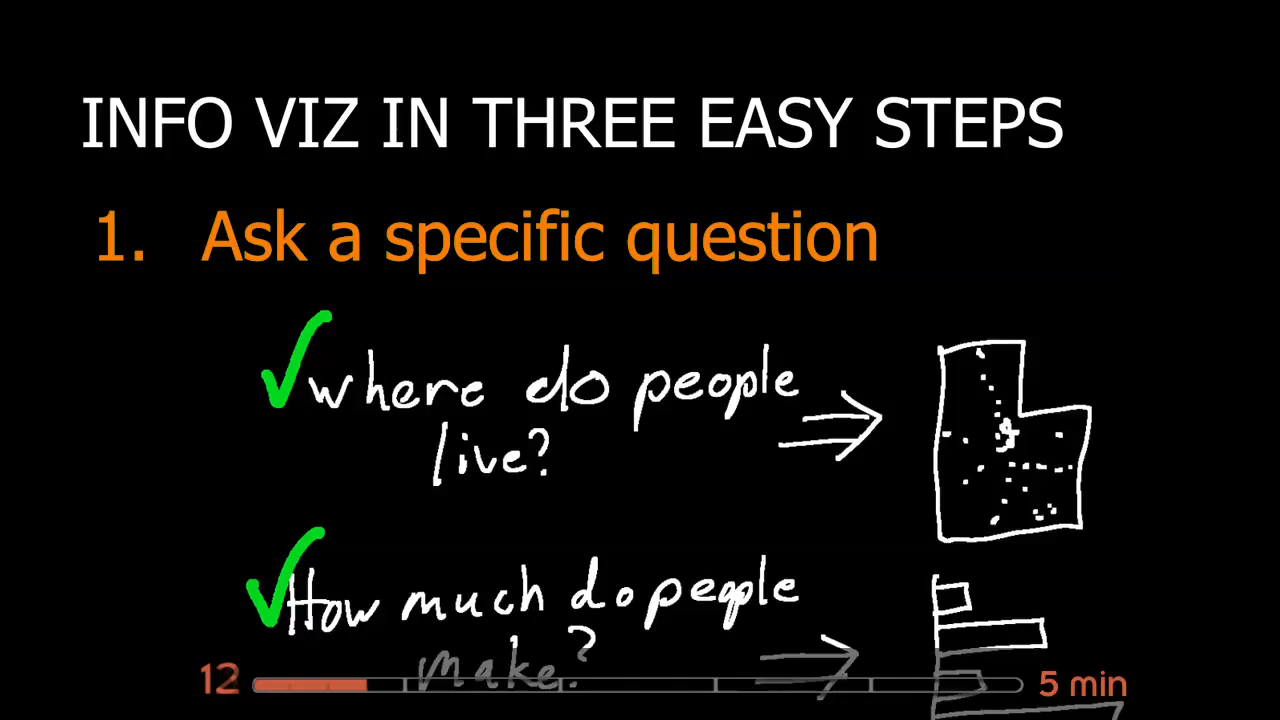 INFO VIZ IN THREE EASY STEPS
1. Ask a specific question
where do people
live?
How much do people
make?
12
5 min